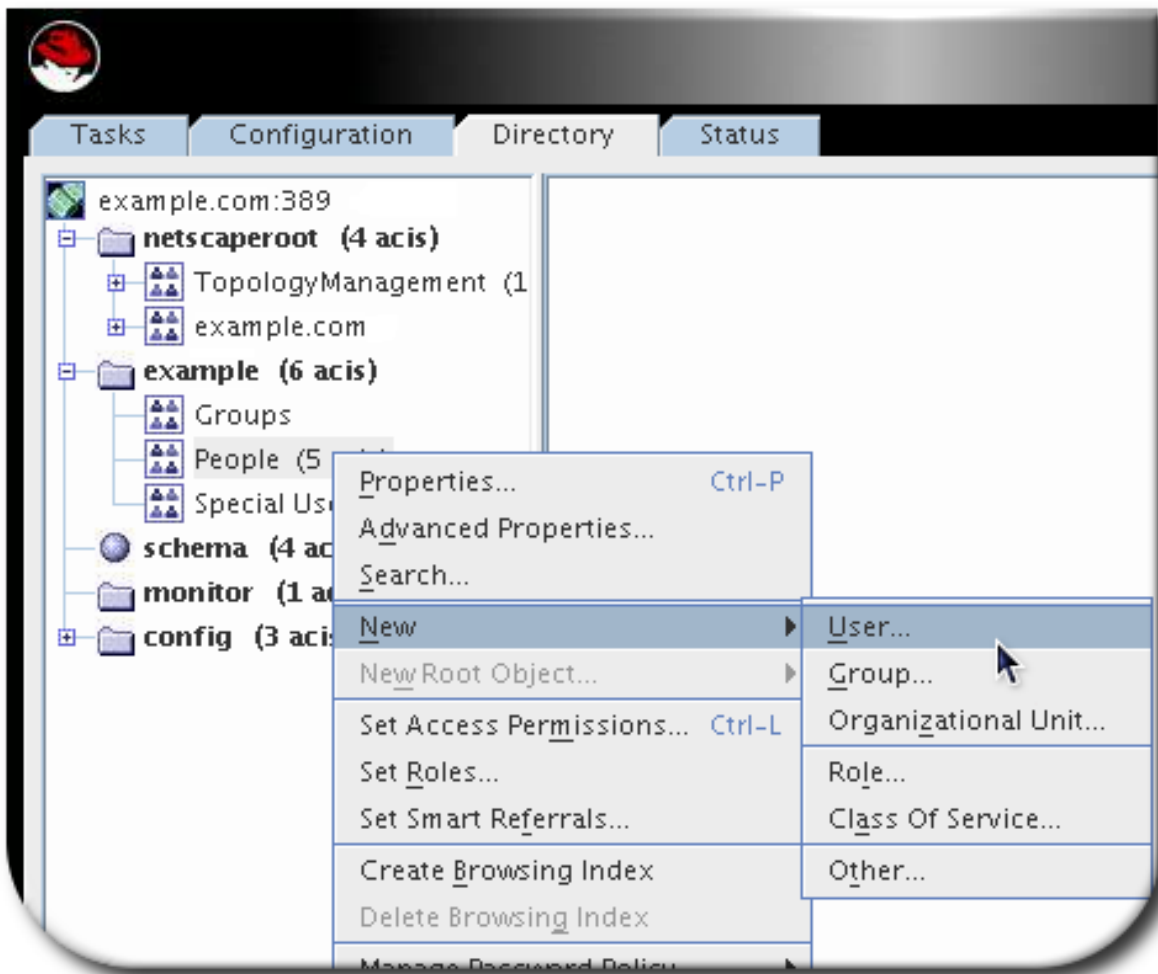 Tasks Configuration Directory Status
example.com:389
netscaperoot (4 acis)
TopologyManagement (1
example.com
example (6 acis)
Groups
People (5
Special
schema (4
monitor (1
config (3
Properties... Ctrl-P
Advanced Properties...
Search...
New
New Root Object...
Set Access Permissions... Ctrl-L
Set Roles...
Set Smart Referrals...
Create Browsing Index
Delete Browsing Index
Manage Password Policy
User...
Group...
Organizational Unit...
Role...
Class Of Service...
Other...